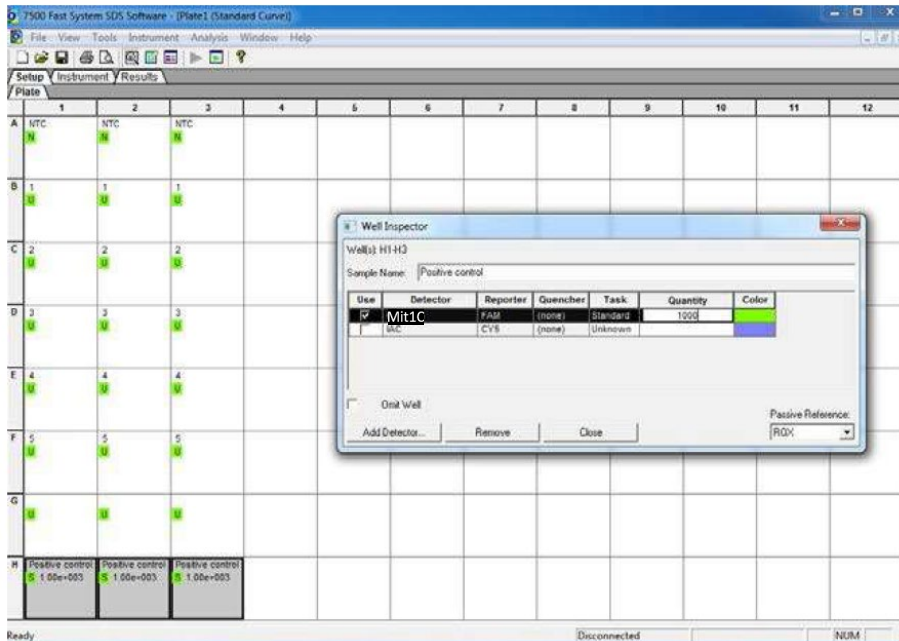 7500 Fast System SDS Software - [Plate1 (Standard Curve)]
File View Tools Instrument Analysis Window Help
Setup Instrument Results
Plate
1 2 3 4 5 6 7 8 9 10 11 12
A NTC NTC NTC
N N N
B 1 1 1
U U U
C 2 2 2
U U U
D 3 3 3
U U U
E 4 4 4
U U U
F 5 5 5
U U U
G
U U U
H Positive control Positive control Positive control
S 1.00e+003 S 1.00e+003 S 1.00e+003
Well Inspector
Well(s): H1-H3
Sample Name: Positive control
Use Detector Reporter Quencher Task Quantity Color
Mit1C FAM (none) Standard 1000
IAC CY5 (none) Unknown
Omit Well
Passive Reference:
Add Detector... Remove Close ROX
Ready Disconnected NUM